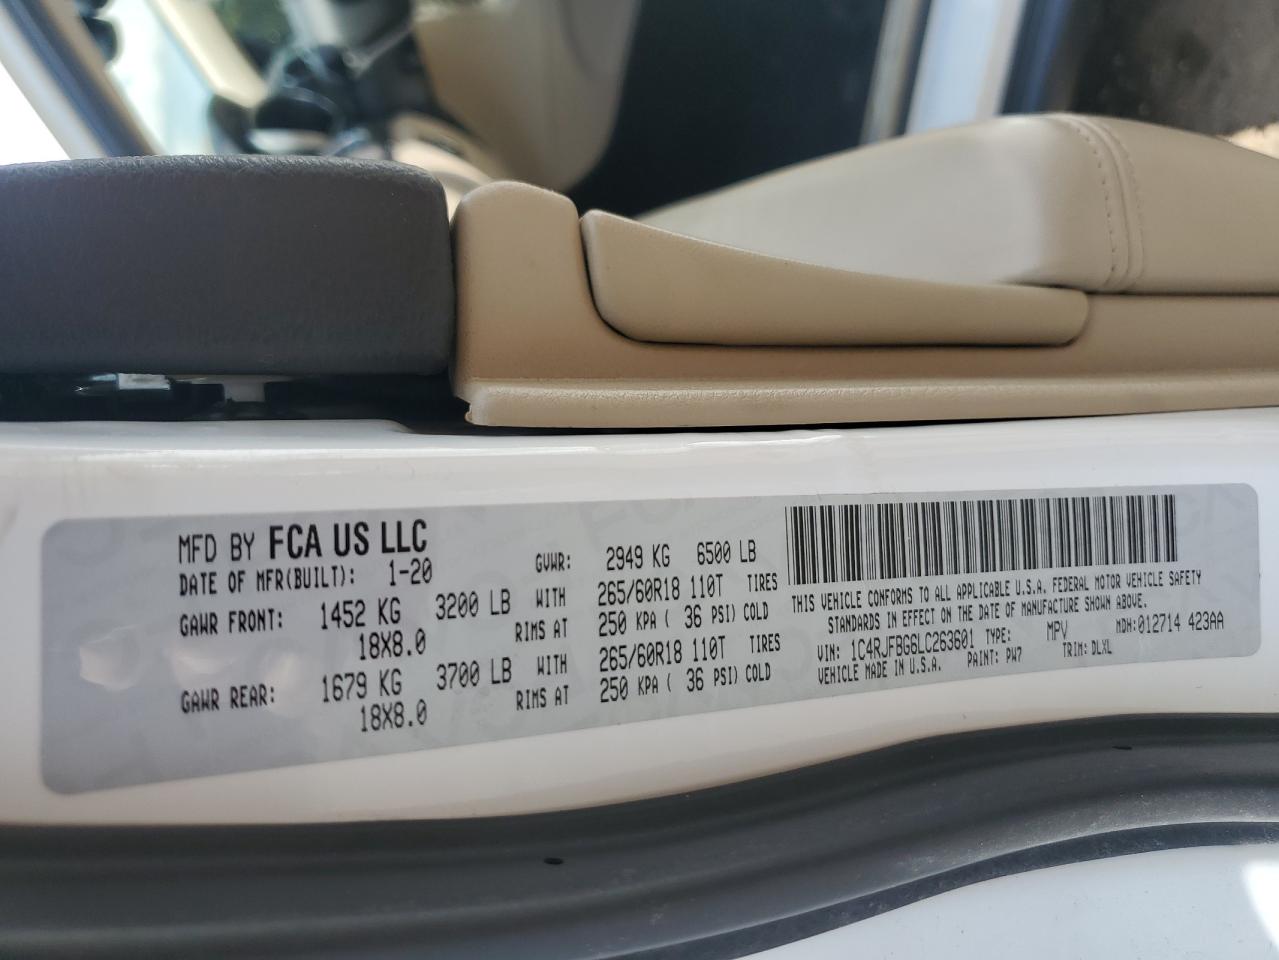 MFD BY FCA US LLC
DATE OF MFR(BUILT): 1-20
GVWR: 2949 KG 6500 LB
GAWR FRONT: 1452 KG 3200 LB WITH 265/60R18 110T TIRES
18X8.0 RIMS AT 250 KPA ( 36 PSI) COLD
GAWR REAR: 1679 KG 3700 LB WITH 265/60R18 110T TIRES
18X8.0 RIMS AT 250 KPA ( 36 PSI) COLD
THIS VEHICLE CONFORMS TO ALL APPLICABLE U.S.A. FEDERAL MOTOR VEHICLE SAFETY
STANDARDS IN EFFECT ON THE DATE OF MANUFACTURE SHOWN ABOVE.
VIN: 1C4RJFBG6LC263601 TYPE: MPV MDH:012714 423AA
VEHICLE MADE IN U.S.A. PAINT: PW7 TRIM: DLXL